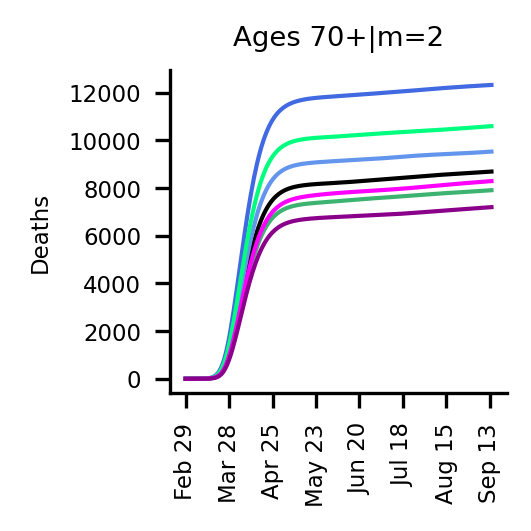 Ages 70+|m=2
Deaths
12000
10000
8000
6000
4000
2000
0
Feb 29
Mar 28
Apr 25
May 23
Jun 20
Jul 18
Aug 15
Sep 13